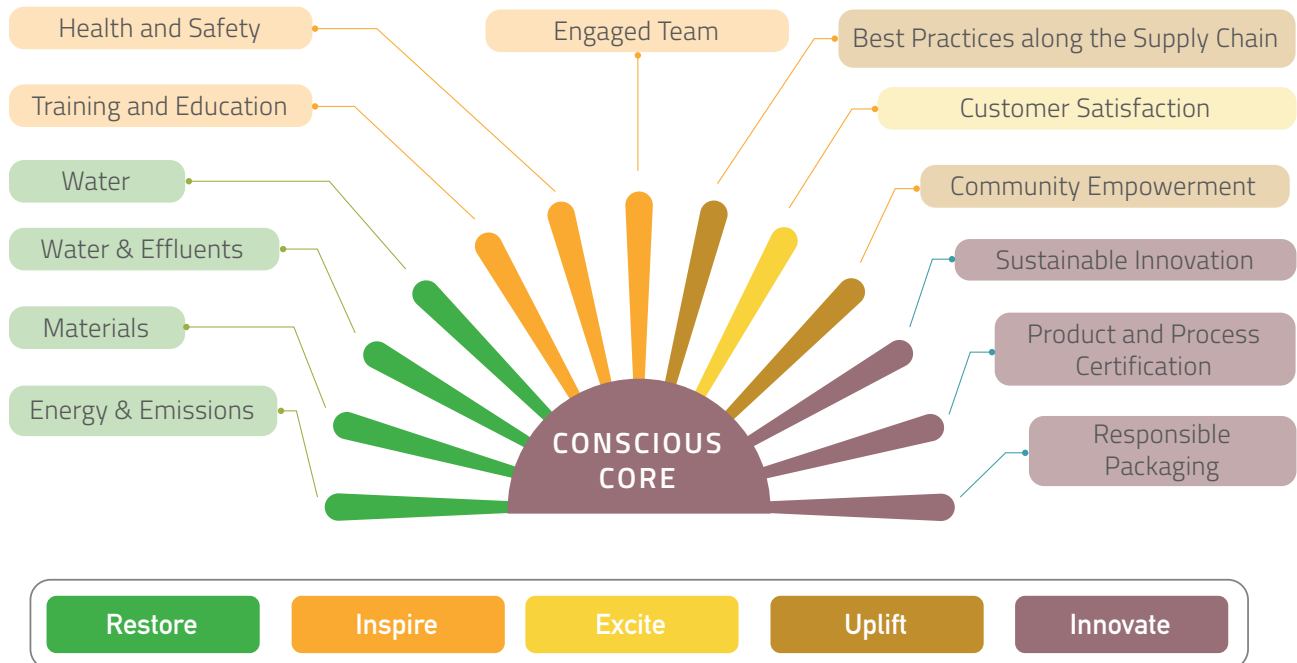 Health and Safety
Engaged Team
Best Practices along the Supply Chain
Training and Education
Customer Satisfaction
Water
Community Empowerment
Water & Effluents
Sustainable Innovation
Materials
Product and Process
Certification
Energy & Emissions
Responsible
Packaging
CONSCIOUS
CORE
Restore
Inspire
Excite
Uplift
Innovate